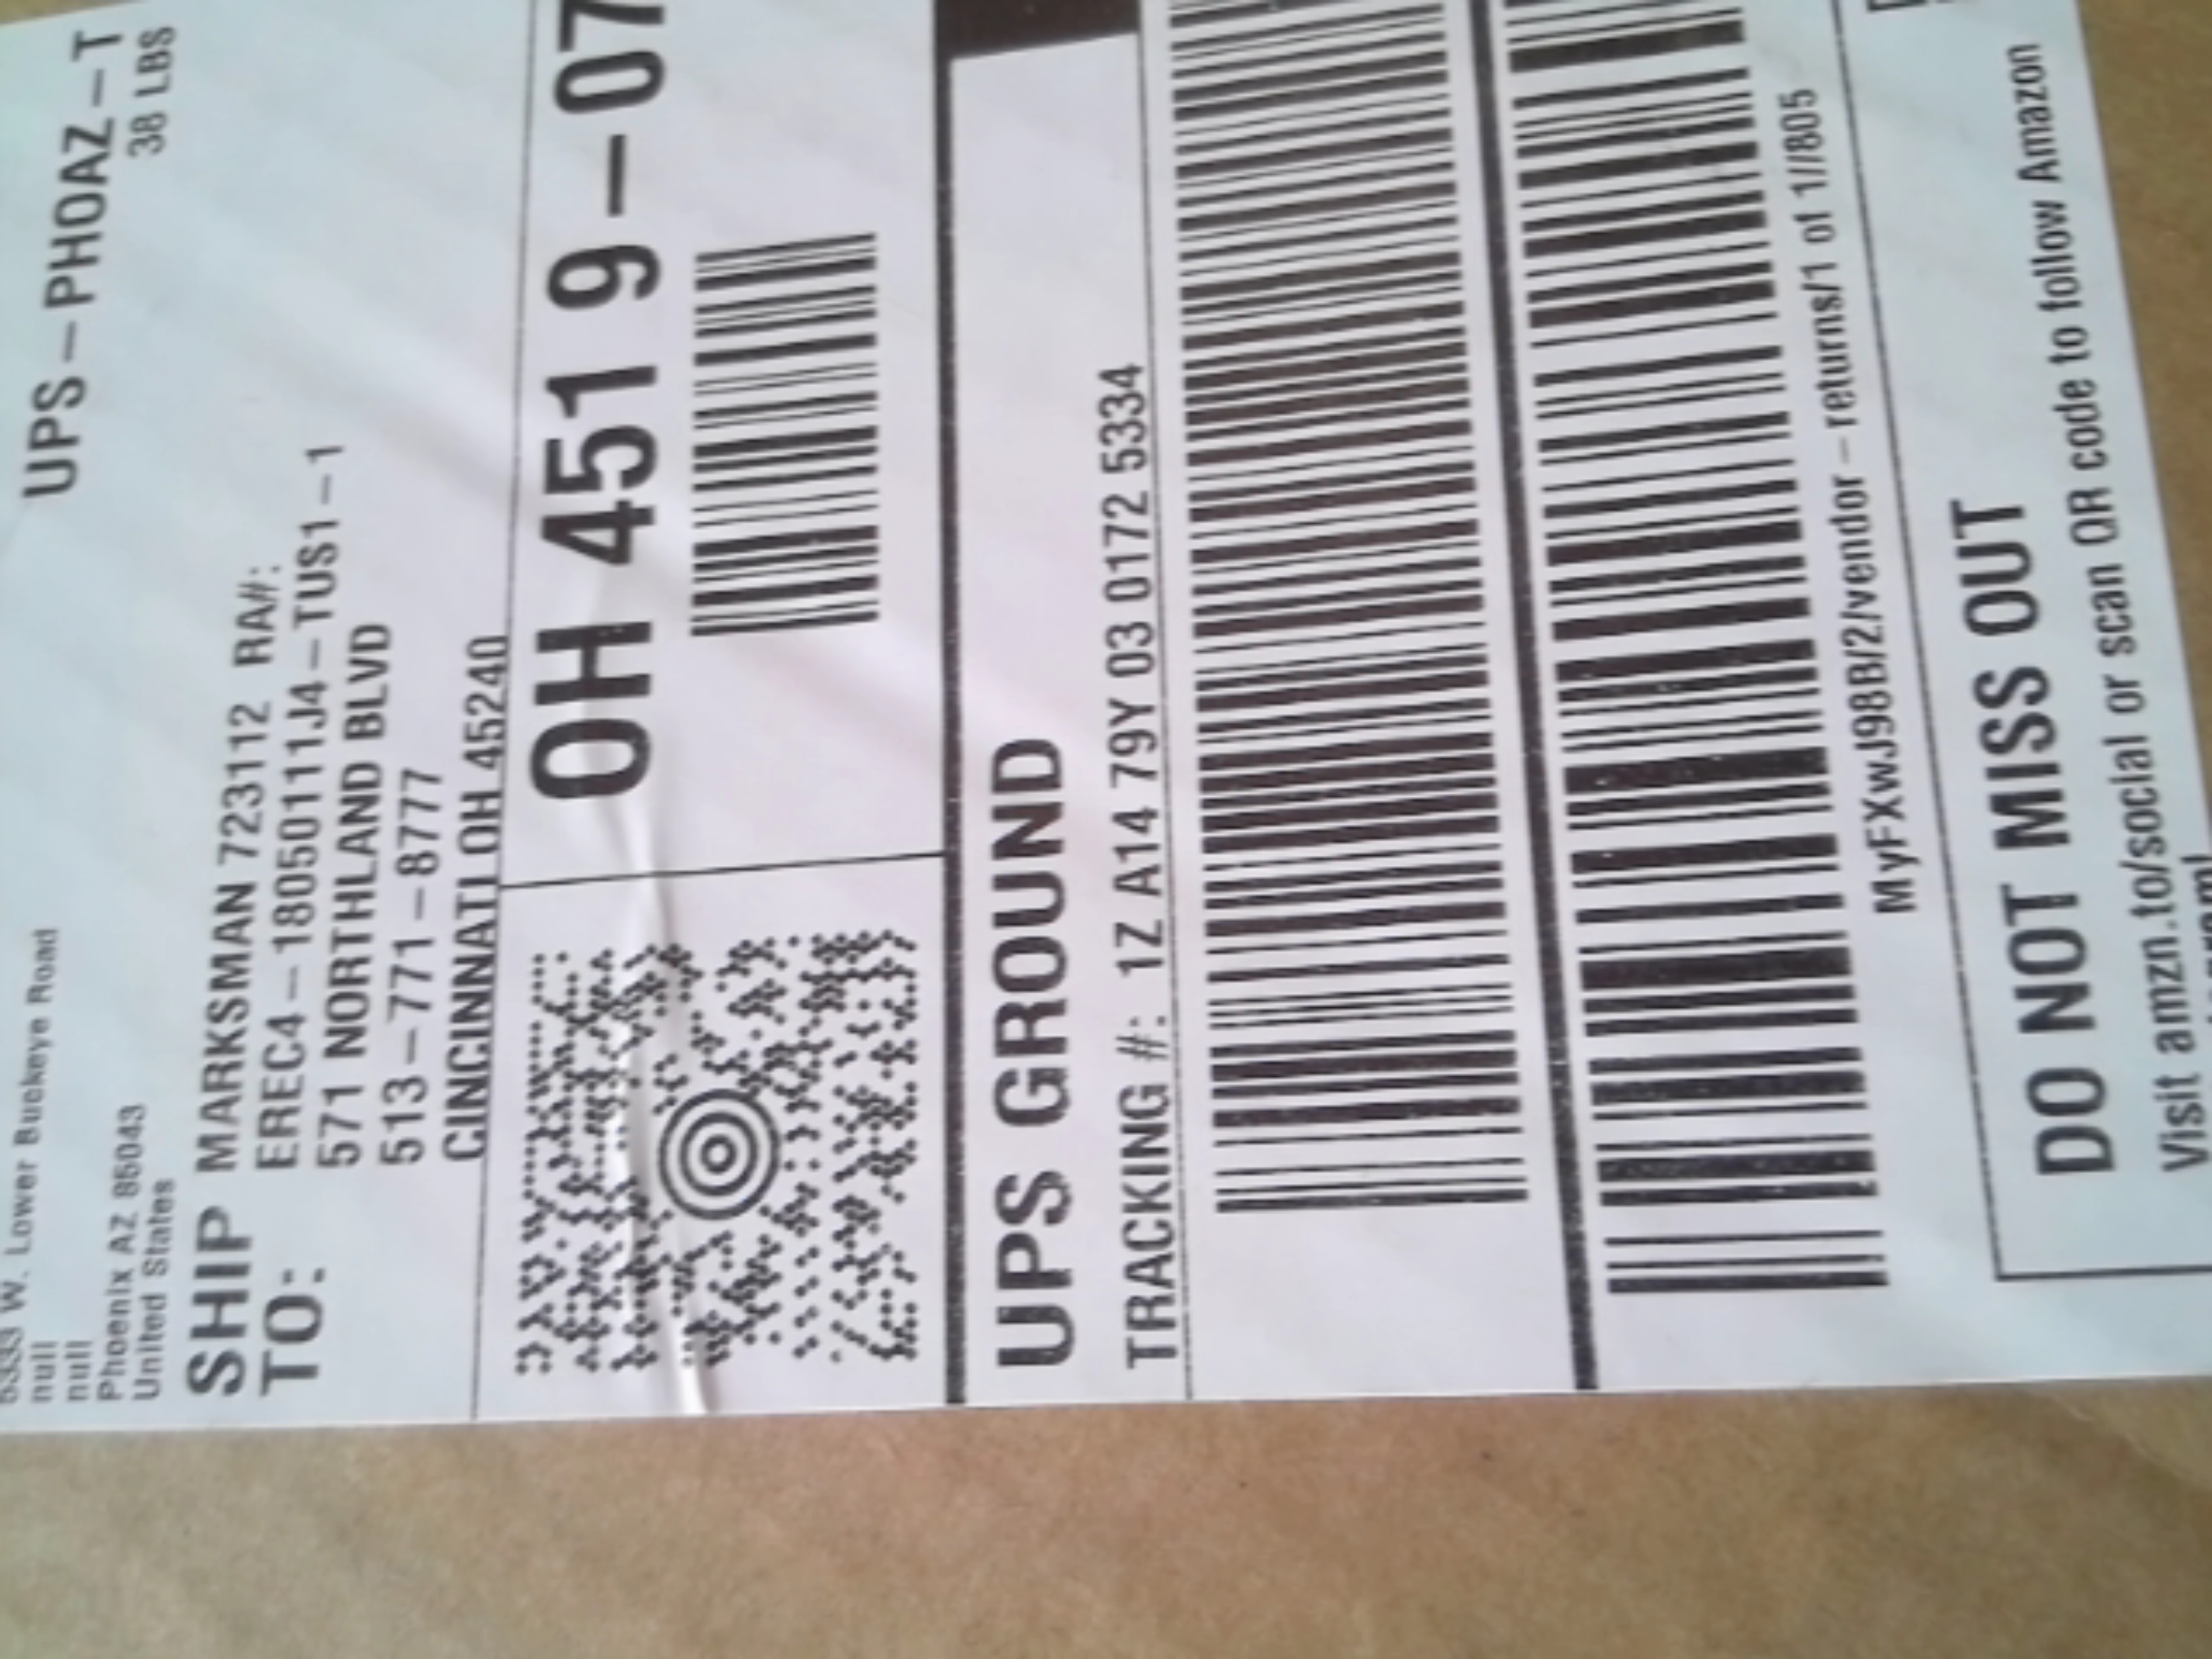 UPS-PHOAZ-T
38 LBS
5333 W. Lower Buckeye Road
null
null
Phoenix AZ 85043
United States
SHIP TO:
MARKSMAN 723112 RA#:
EREC4-18050111J4-TUS1-1
571 NORTHLAND BLVD
513-771-8777
CINCINNATI OH 45240
OH 451 9-07
UPS GROUND
TRACKING #: 1Z A14 79Y 03 0172 5334
MyFXwJ98B/2/vendor-returns/1 of 1//805
DO NOT MISS OUT
Visit amzn.to/social or scan QR code to follow Amazon